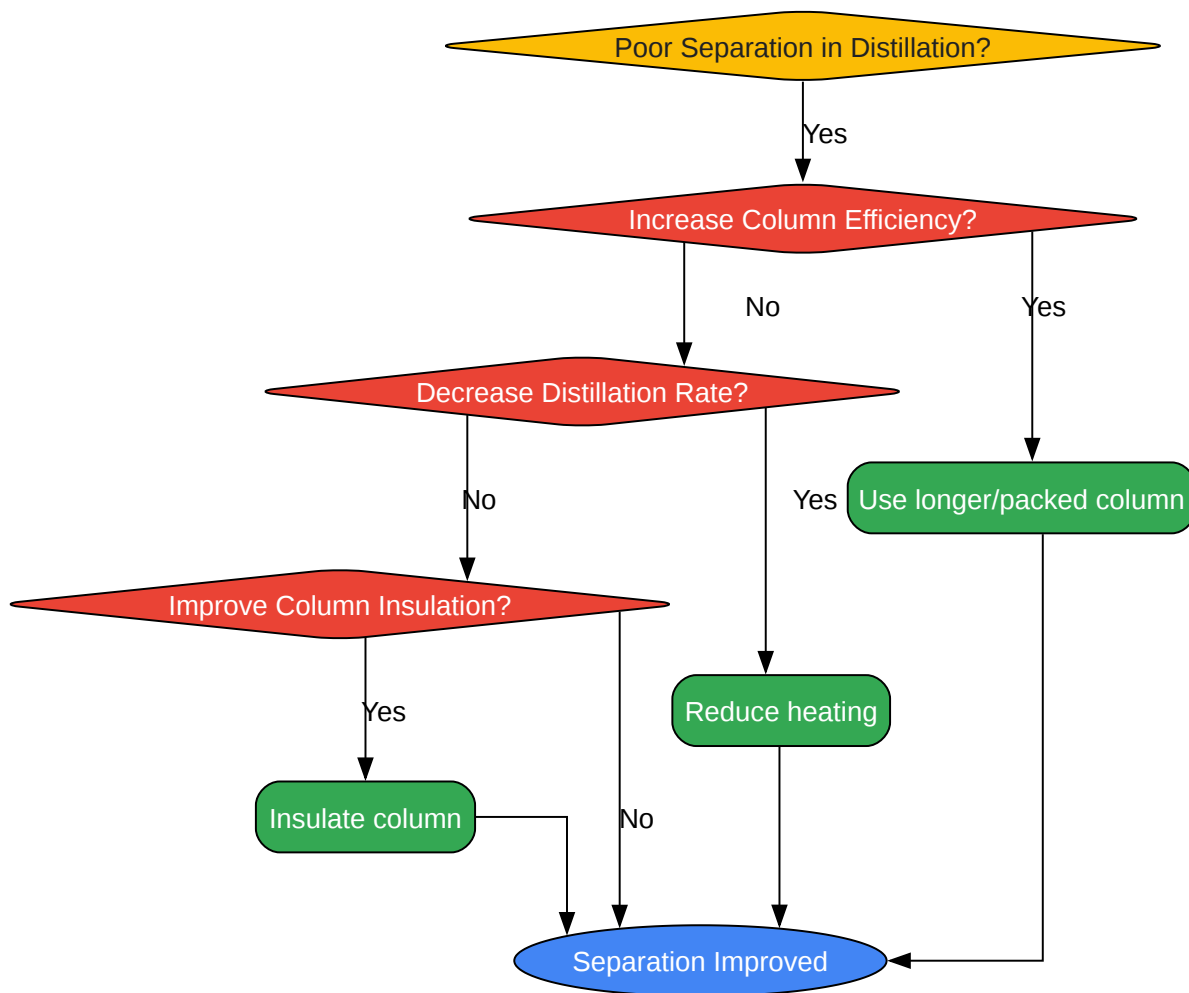 Poor Separation in Distillation?
Yes
Increase Column Efficiency?
No
Yes
Decrease Distillation Rate?
No
Yes
Use longer/packed column
Improve Column Insulation?
Yes
Reduce heating
Insulate column
No
Separation Improved